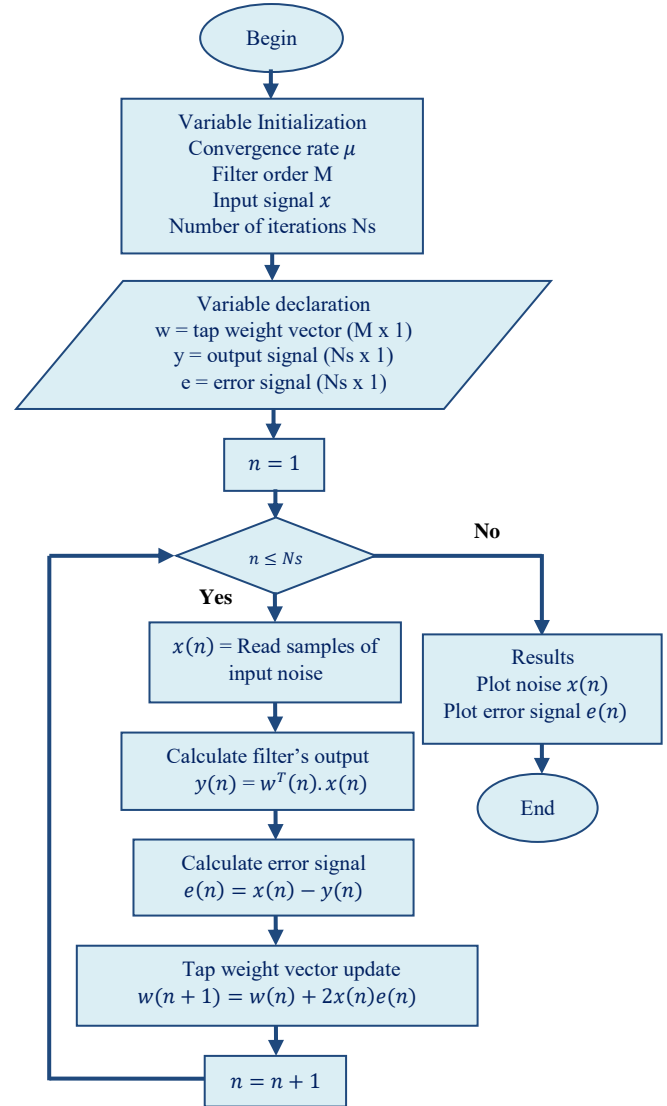 Begin
Variable Initialization
Convergence rate μ
Filter order M
Input signal x
Number of iterations Ns
Variable declaration
w = tap weight vector (M x 1)
y = output signal (Ns x 1)
e = error signal (Ns x 1)
n = 1
n ≤ Ns
No
Yes
x(n) = Read samples of
input noise
Calculate filter's output
y(n) = w^T(n). x(n)
Calculate error signal
e(n) = x(n) − y(n)
Tap weight vector update
w(n + 1) = w(n) + 2x(n)e(n)
n = n + 1
Results
Plot noise x(n)
Plot error signal e(n)
End